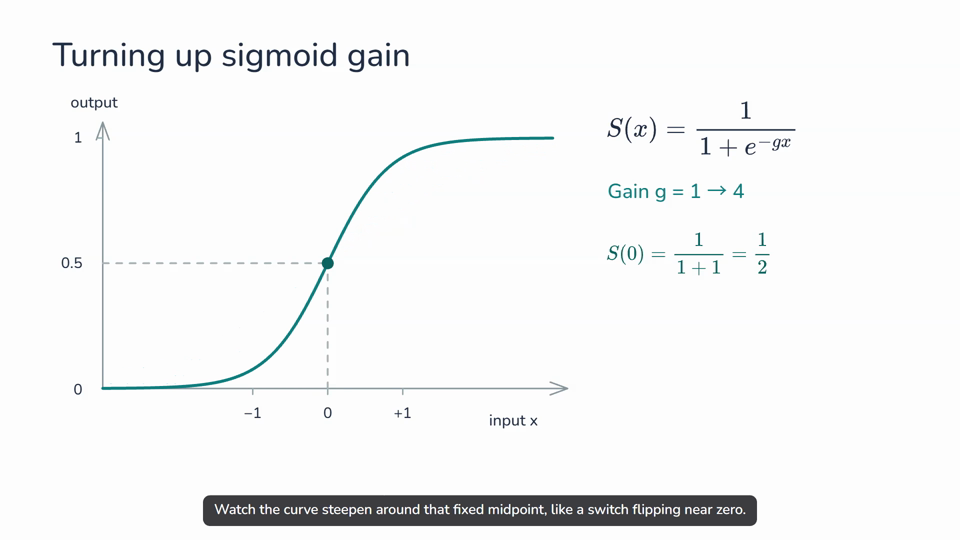 Turning up sigmoid gain
output
1
0.5
0
−1
0
+1
input x
S(x) = 1 / (1 + e^{−gx})
Gain g = 1 → 4
S(0) = 1 / (1 + 1) = 1 / 2
Watch the curve steepen around that fixed midpoint, like a switch flipping near zero.